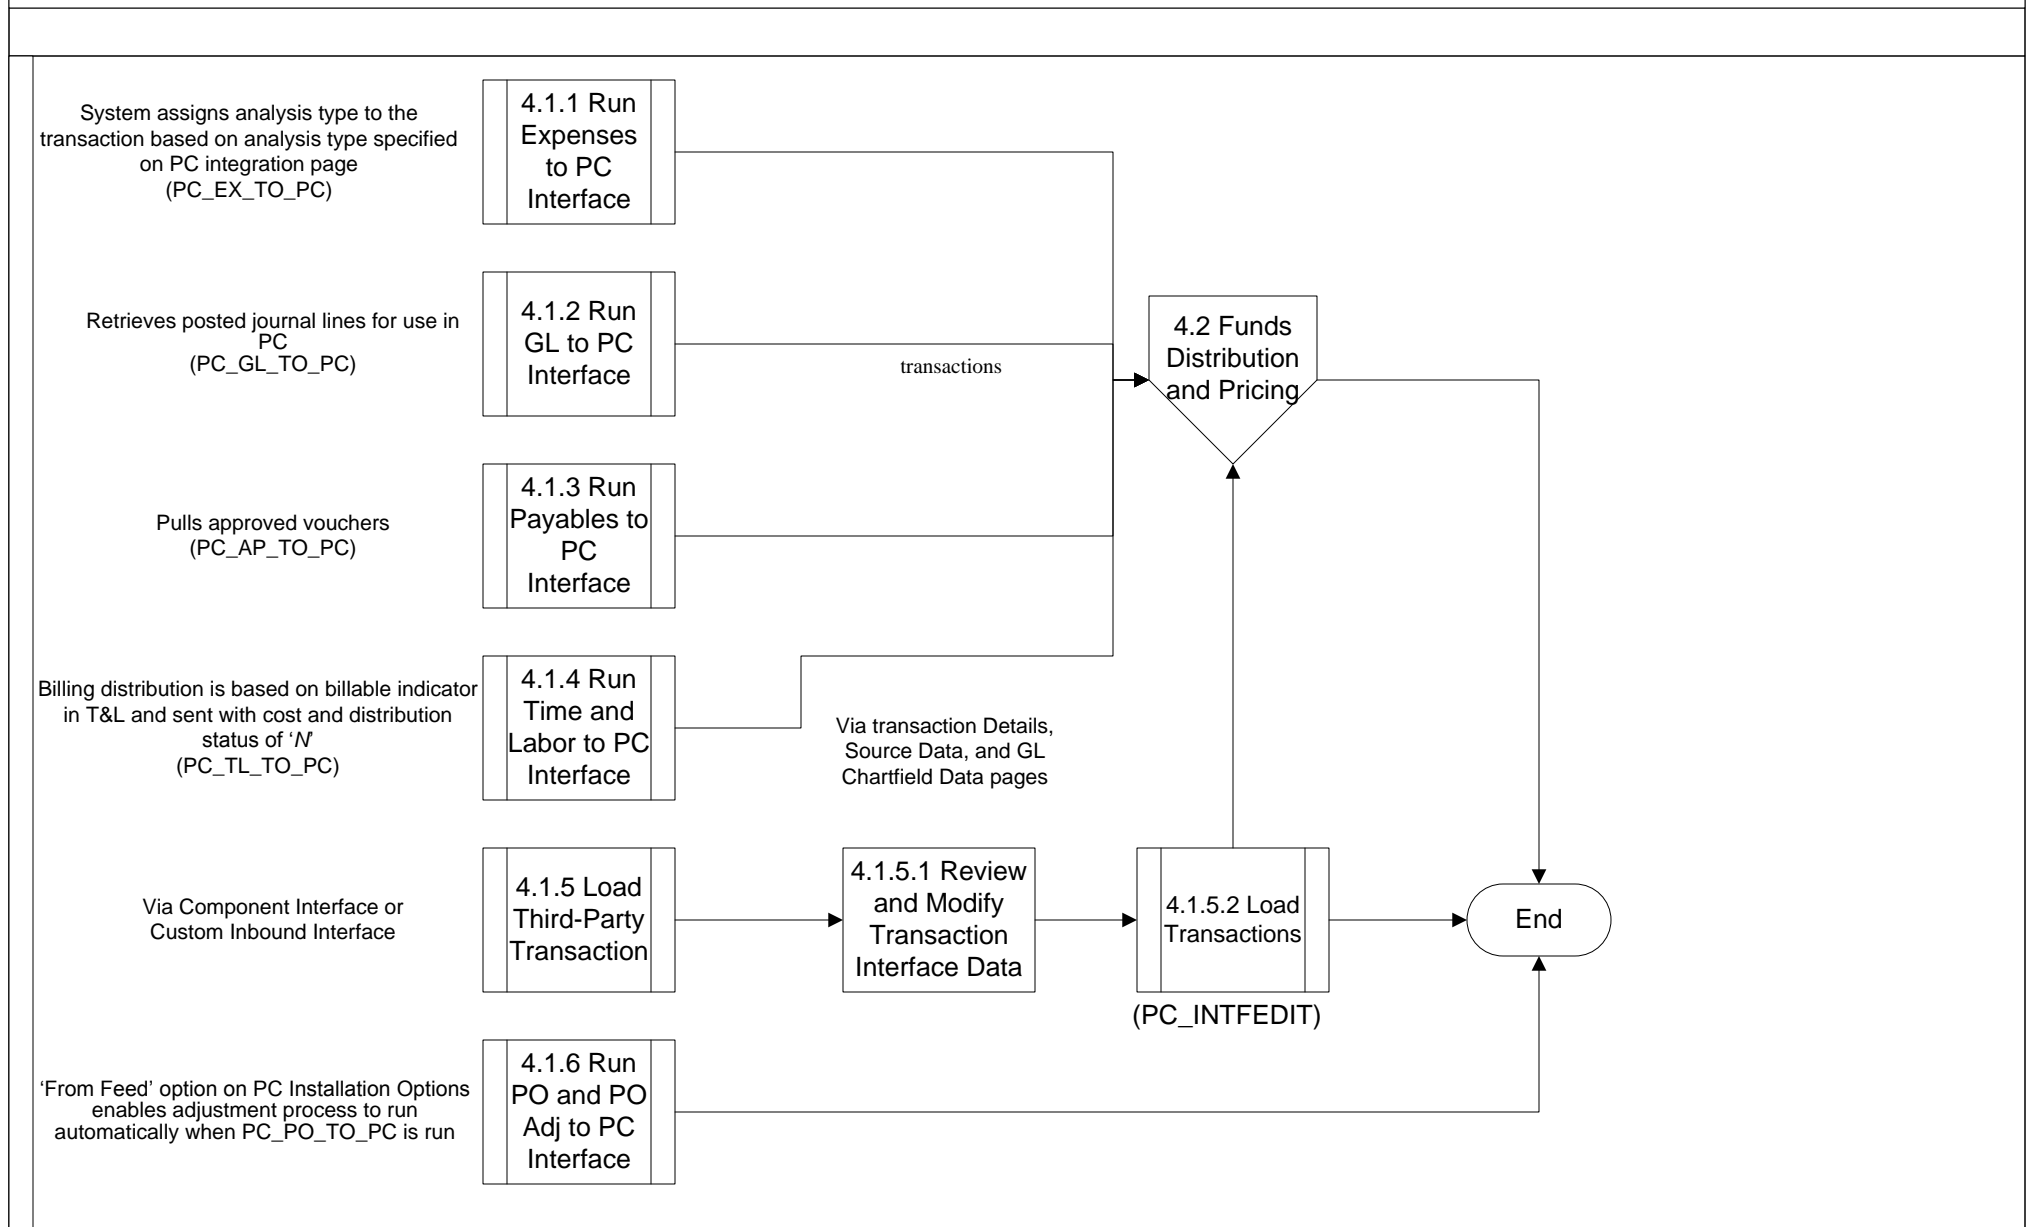 System assigns analysis type to the
transaction based on analysis type specified
on PC integration page
(PC_EX_TO_PC)
4.1.1 Run
Expenses
to PC
Interface
Retrieves posted journal lines for use in
PC
(PC_GL_TO_PC)
4.1.2 Run
GL to PC
Interface
transactions
4.2 Funds
Distribution
and Pricing
Pulls approved vouchers
(PC_AP_TO_PC)
4.1.3 Run
Payables to
PC
Interface
Billing distribution is based on billable indicator
in T&L and sent with cost and distribution
status of ‘N’
(PC_TL_TO_PC)
4.1.4 Run
Time and
Labor to PC
Interface
Via transaction Details,
Source Data, and GL
Chartfield Data pages
Via Component Interface or
Custom Inbound Interface
4.1.5 Load
Third-Party
Transaction
4.1.5.1 Review
and Modify
Transaction
Interface Data
4.1.5.2 Load
Transactions
(PC_INTFEDIT)
End
‘From Feed’ option on PC Installation Options
enables adjustment process to run
automatically when PC_PO_TO_PC is run
4.1.6 Run
PO and PO
Adj to PC
Interface